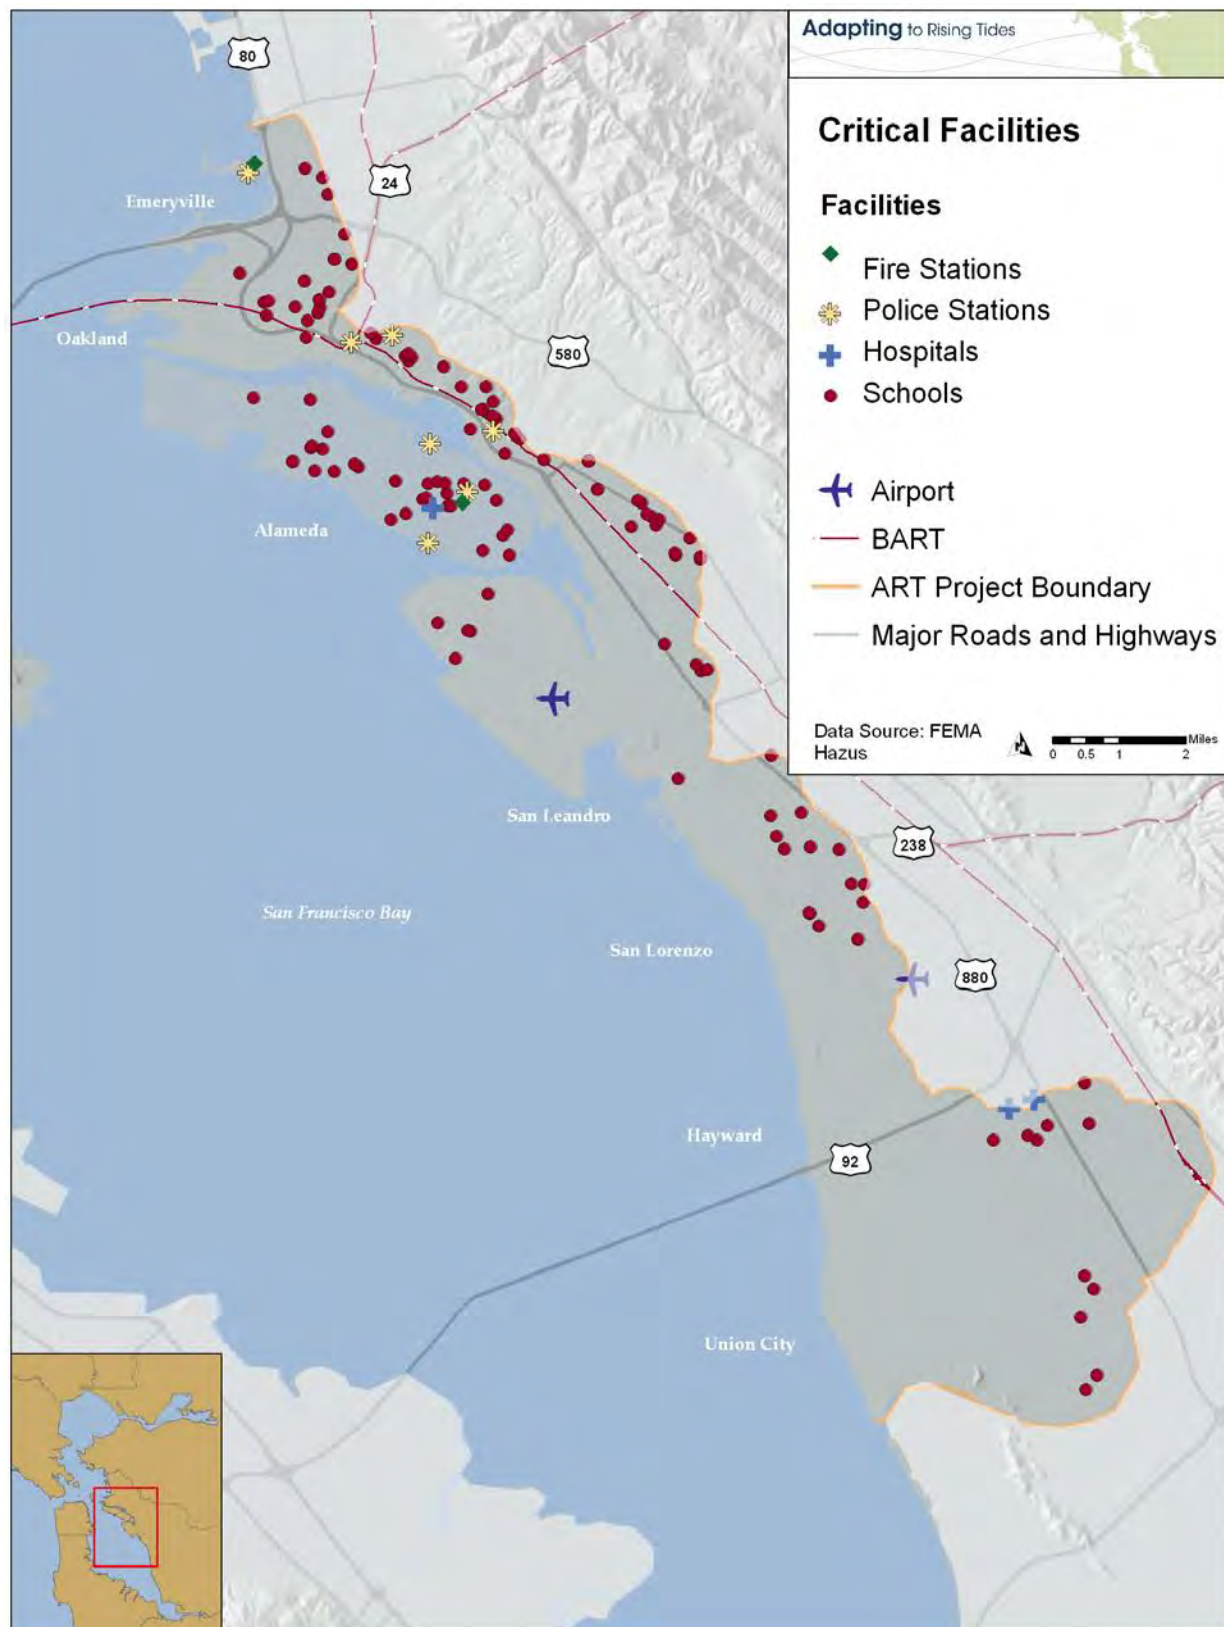 Adapting to Rising Tides
Critical Facilities
Facilities
Fire Stations
Police Stations
Hospitals
Schools
Airport
BART
ART Project Boundary
Major Roads and Highways
Data Source: FEMA
Hazus
Miles
0 0.5 1 2
80
24
Emeryville
Oakland
580
Alameda
San Leandro
238
San Francisco Bay
San Lorenzo
880
Hayward
92
Union City